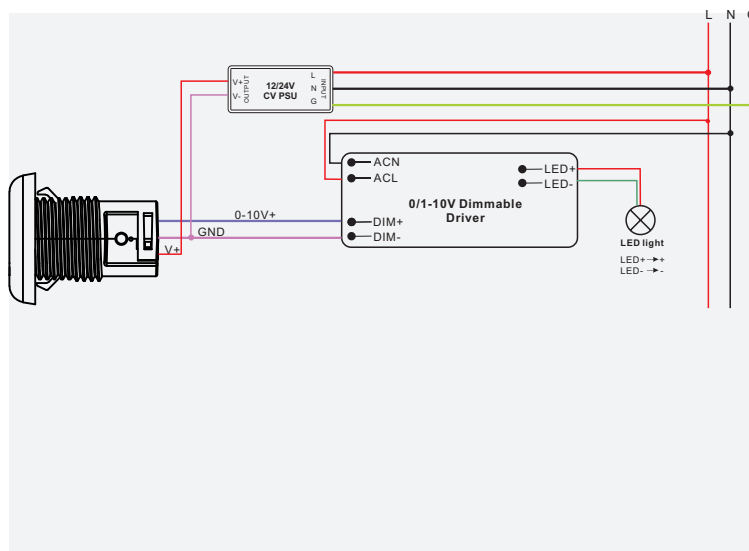 L N
V+
V-
OUTPUT
12/24V
CV PSU
L
N
G
INPUT
ACN
ACL
LED+
LED-
0/1-10V Dimmable
Driver
0-10V+
DIM+
GND
DIM-
V+
LED light
LED+ → +
LED- → -